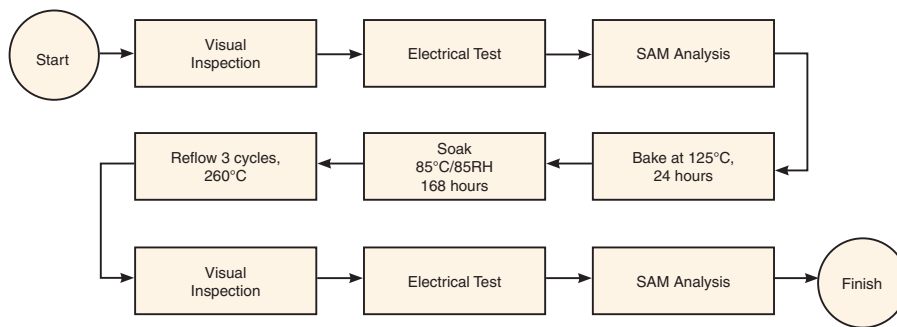 Start
Visual
Inspection
Electrical Test
SAM Analysis
Bake at 125°C,
24 hours
Soak
85°C/85RH
168 hours
Reflow 3 cycles,
260°C
Visual
Inspection
Electrical Test
SAM Analysis
Finish